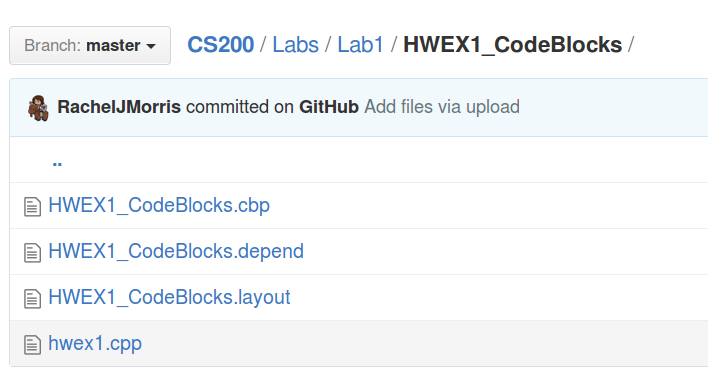 Branch: master CS200 / Labs / Lab1 / HWEX1_CodeBlocks /
RachelJMorris committed on GitHub Add files via upload
..
HWEX1_CodeBlocks.cbp
HWEX1_CodeBlocks.depend
HWEX1_CodeBlocks.layout
hwex1.cpp